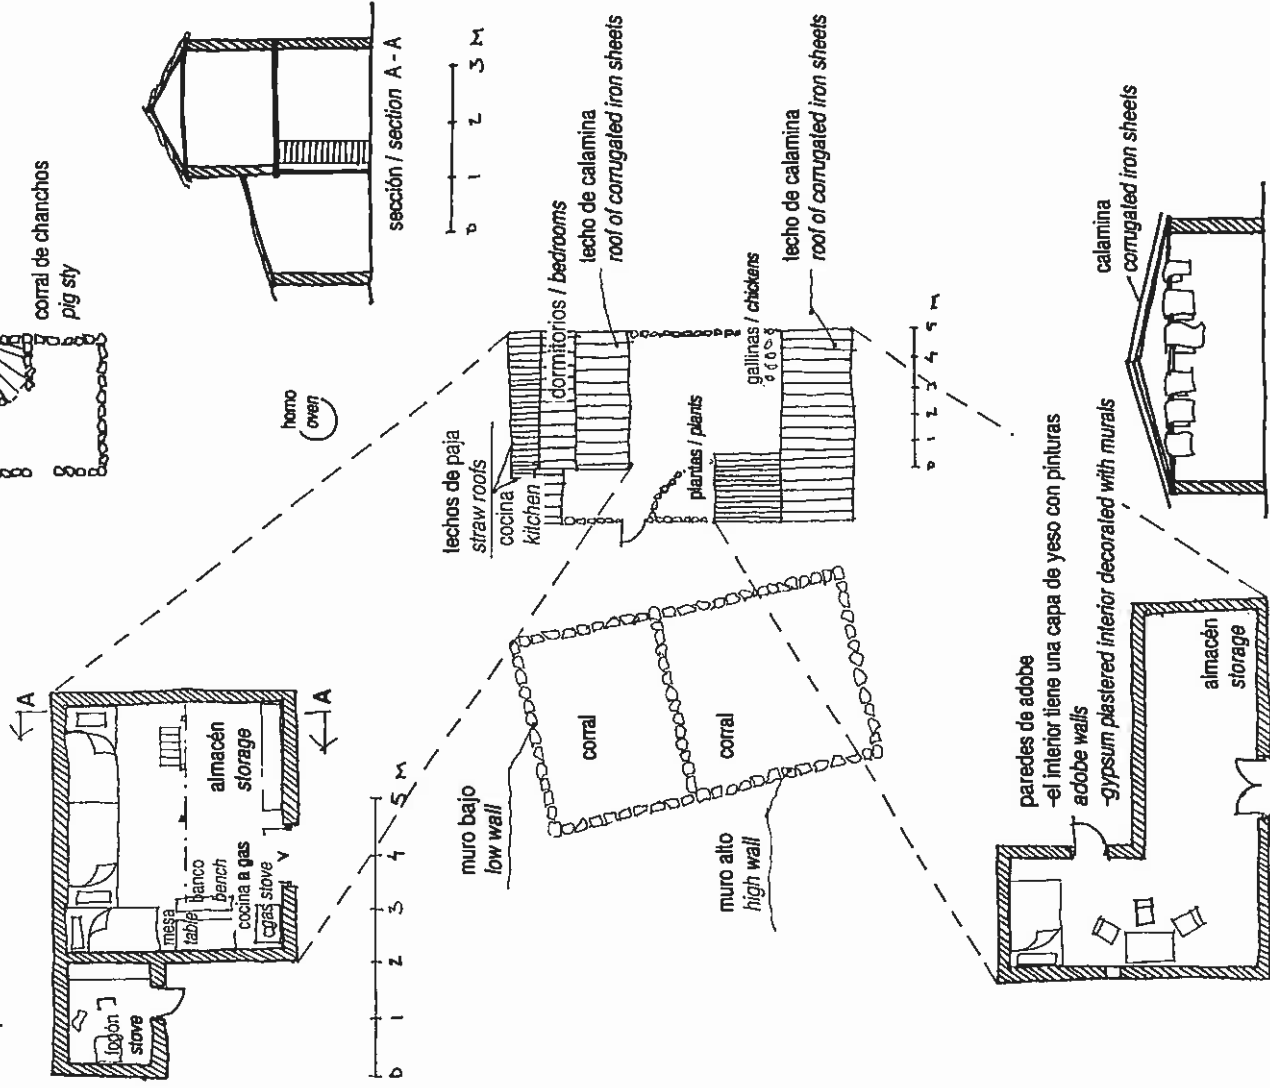 corral de chanchos
pig sty
horno
oven
sección / section A - A
0 1 2 3 M
techos de paja
straw roofs
cocina
kitchen
dormitorios / bedrooms
techo de calamina
roof of corrugated iron sheets
plantas / plants
gallinas / chickens
techo de calamina
roof of corrugated iron sheets
0 1 2 3 4 5 M
A
A
fogón
stove
mesa
table
banco
bench
cocina a gas
gas stove
almacén
storage
0 1 2 3 4 5 M
muro bajo
low wall
corral
corral
muro alto
high wall
paredes de adobe
-el interior tiene una capa de yeso con pinturas
adobe walls
-gypsum plastered interior decorated with murals
almacén
storage
calamina
corrugated iron sheets